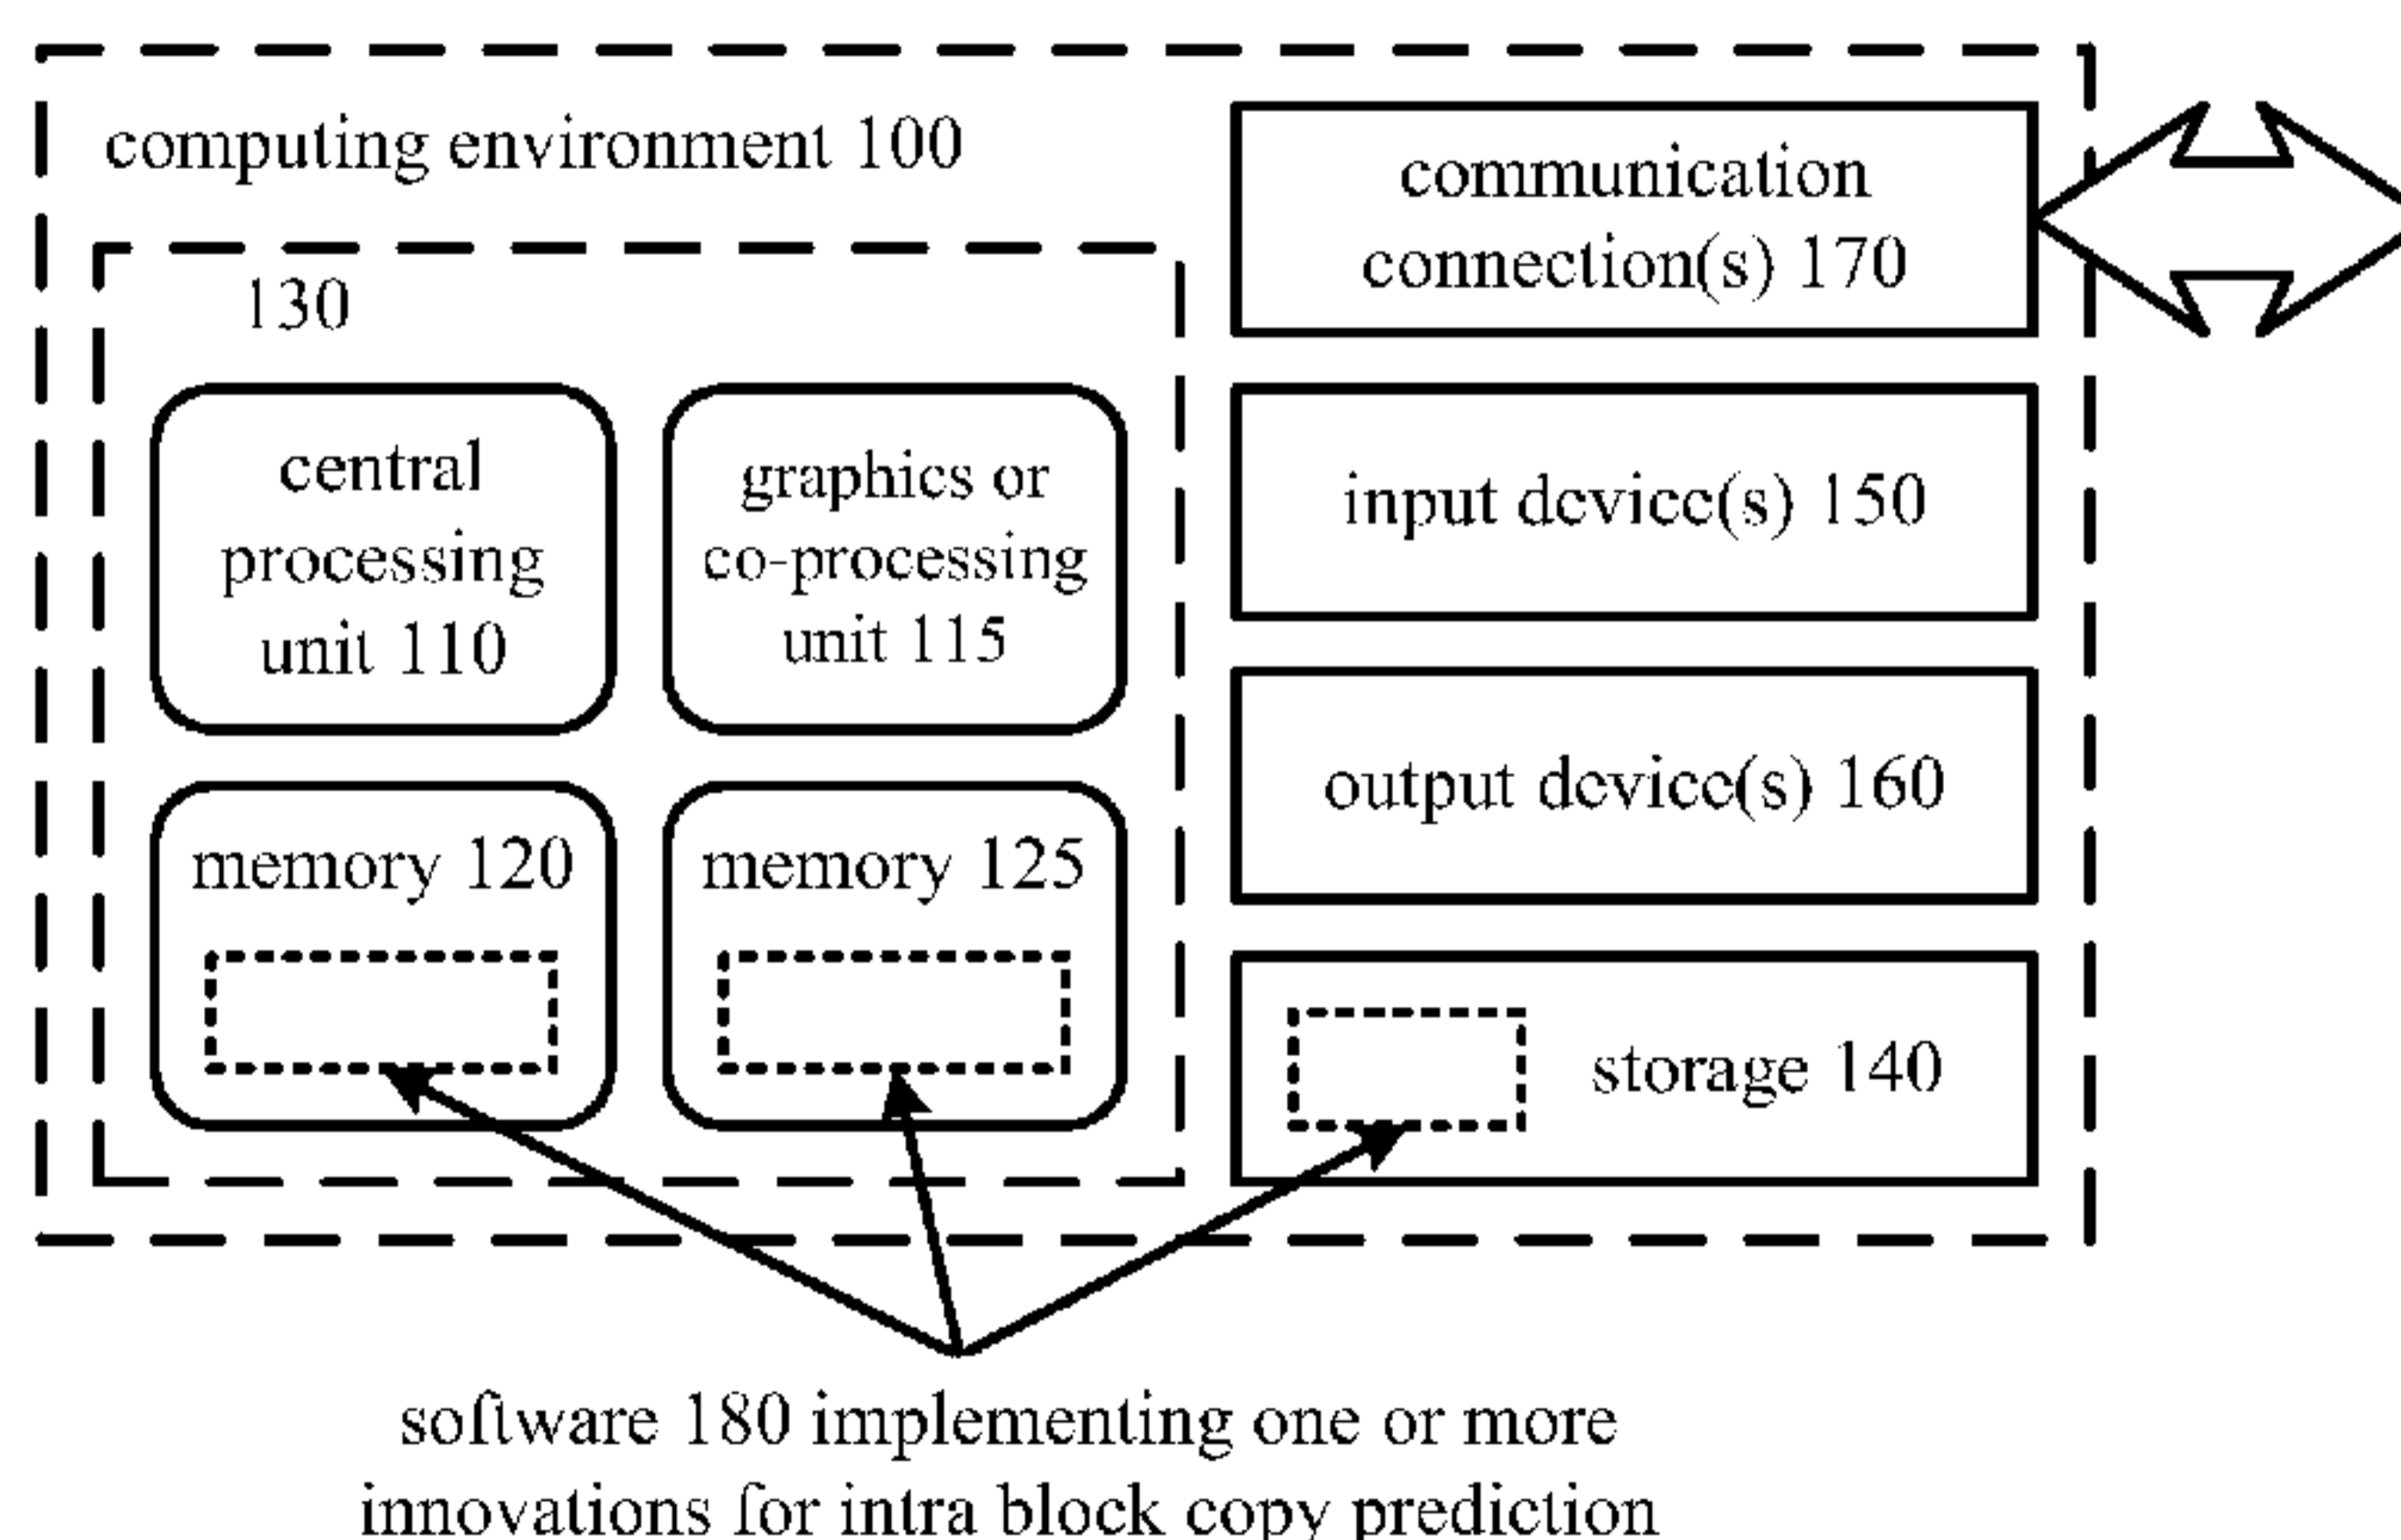 computing environment 100
130
central
processing
unit 110
graphics or
co-processing
unit 115
memory 120
memory 125
communication
connection(s) 170
input device(s) 150
output device(s) 160
storage 140
software 180 implementing one or more
innovations for intra block copy prediction